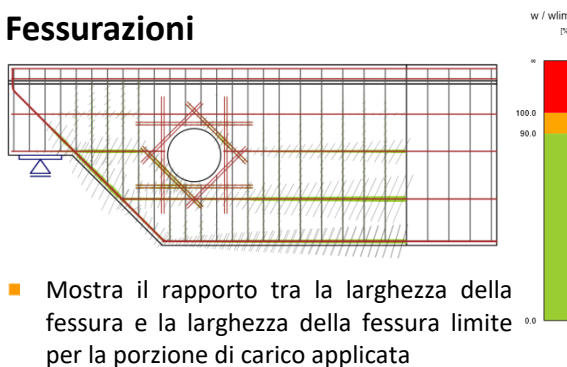 Fessurazioni
w / wlim
[%
∞
100.0
90.0
0.0
Mostra il rapporto tra la larghezza della
fessura e la larghezza della fessura limite
per la porzione di carico applicata